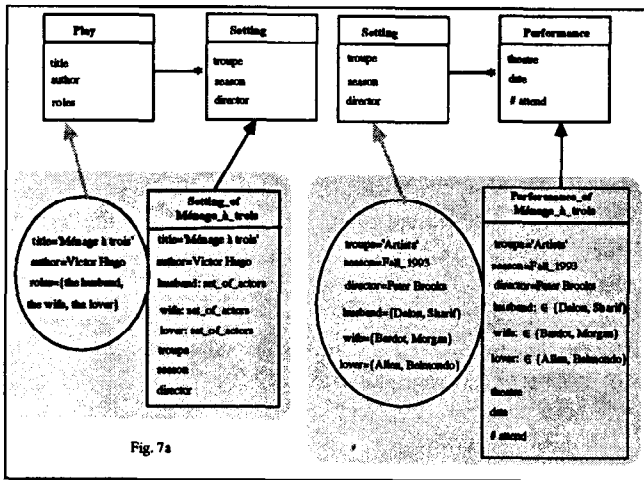 Play
title
author
roles
Setting
troupe
season
director
Setting
troupe
season
director
Performance
theatre
date
# attend
title='Ménage à trois'
author=Victor Hugo
roles={the husband,
the wife, the lover}
Setting_of
Ménage_à_trois
title='Ménage à trois'
author=Victor Hugo
husband: set_of_actors
wife: set_of_actors
lover: set_of_actors
troupe
season
director
troupe='Artists'
season=Fall_1993
director=Peter Brooks
husband={Delon, Sharif}
wife={Bardot, Morgan}
lover={Allen, Belmondo}
Performance_of
Ménage_à_trois
troupe='Artists'
season=Fall_1993
director=Peter Brooks
husband: ∈ {Delon, Sharif}
wife: ∈ {Bardot, Morgan}
lover: ∈ {Allen, Belmondo}
theatre
date
# attend
Fig. 7a